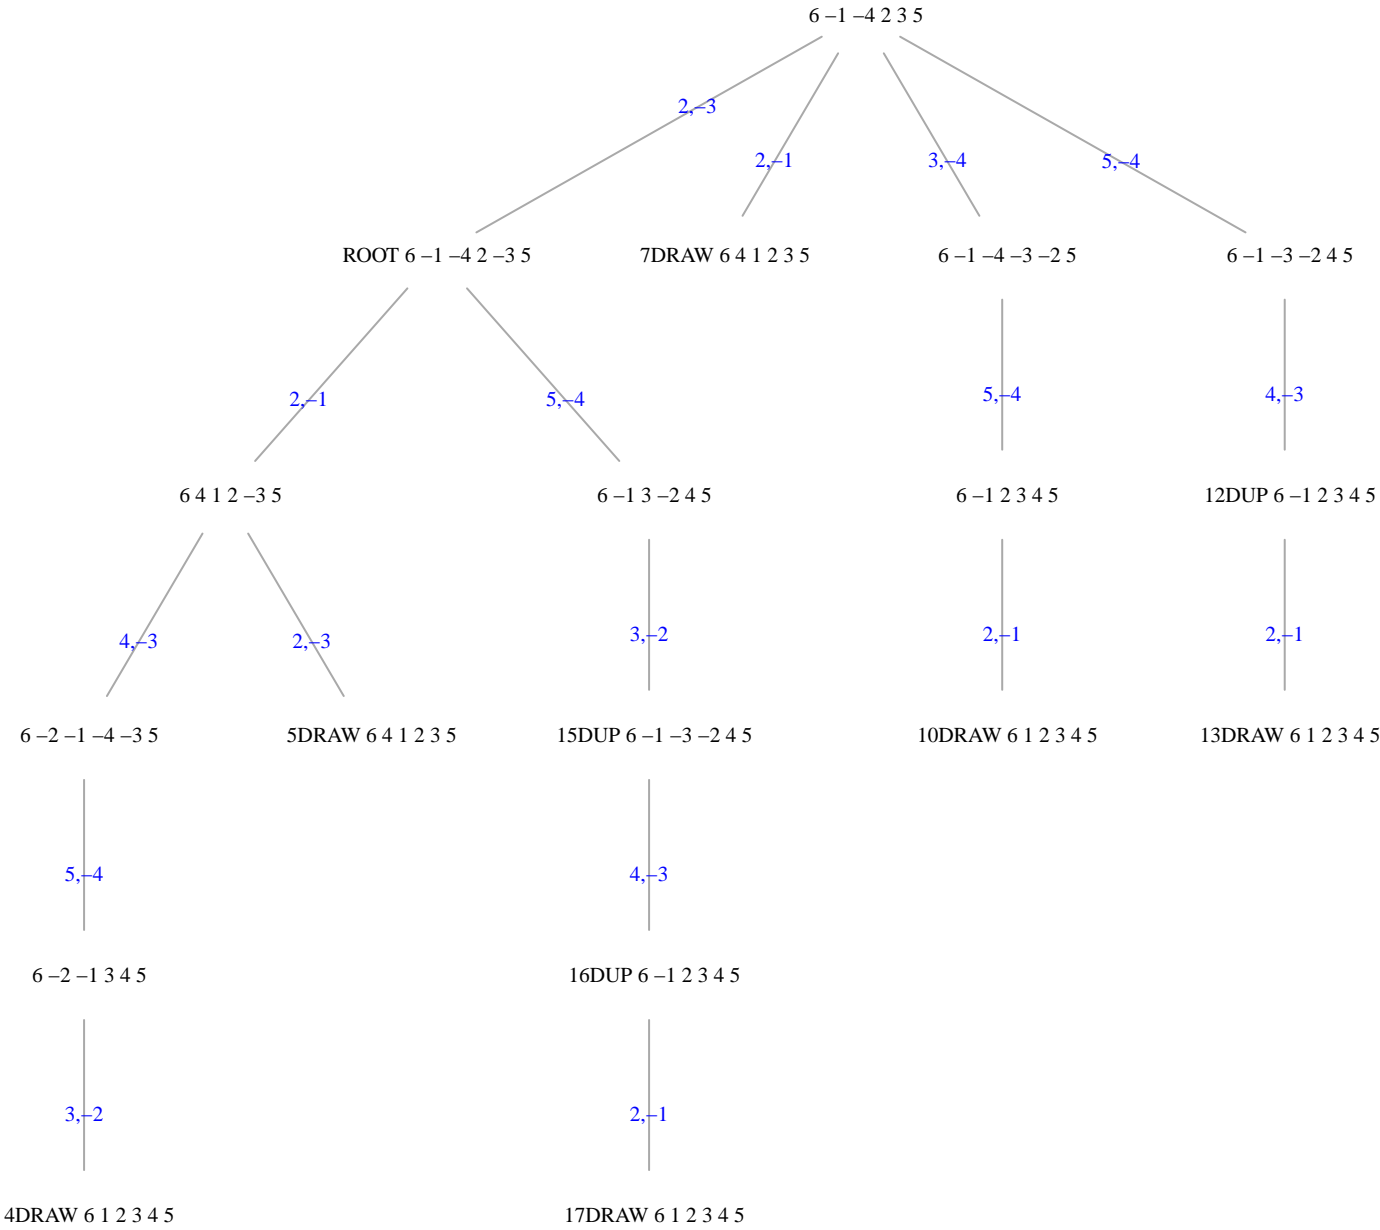 6 –1 –4 2 3 5
2,–3
2,–1
3,–4
5,–4
ROOT 6 –1 –4 2 –3 5
7DRAW 6 4 1 2 3 5
6 –1 –4 –3 –2 5
6 –1 –3 –2 4 5
2,–1
5,–4
5,–4
4,–3
6 4 1 2 –3 5
6 –1 3 –2 4 5
6 –1 2 3 4 5
12DUP 6 –1 2 3 4 5
4,–3
2,–3
3,–2
2,–1
2,–1
6 –2 –1 –4 –3 5
5DRAW 6 4 1 2 3 5
15DUP 6 –1 –3 –2 4 5
10DRAW 6 1 2 3 4 5
13DRAW 6 1 2 3 4 5
5,–4
4,–3
6 –2 –1 3 4 5
16DUP 6 –1 2 3 4 5
3,–2
2,–1
4DRAW 6 1 2 3 4 5
17DRAW 6 1 2 3 4 5